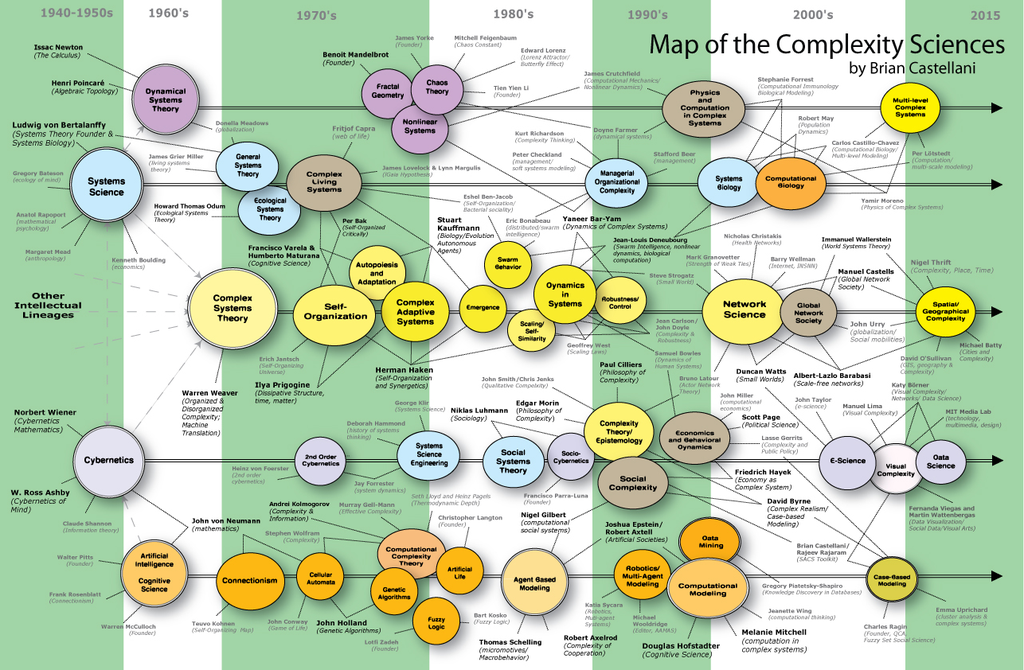 1940-1950s
1960's
1970's
1980's
1990's
2000's
2015
Map of the Complexity Sciences
by Brian Castellani
Issac Newton
(The Calculus)
Henri Poincaré
(Algebraic Topology)
Ludwig von Bertalanffy
(Systems Theory Founder &
Systems Biology)
Gregory Bateson
(ecology of mind)
Anatol Rapoport
(mathematical
psychology)
Margaret Mead
(anthropology)
Kenneth Boulding
(economics)
Dynamical
Systems
Theory
Systems
Science
James Grier Miller
(living systems
theory)
Donella Meadows
(globalization)
Howard Thomas Odum
(Ecological Systems
Theory)
General
Systems
Theory
Ecological
Systems
Theory
Complex
Living
Systems
Benoit Mandelbrot
(Founder)
James Yorke
(Founder)
Mitchell Feigenbaum
(Chaos Constant)
Edward Lorenz
(Lorenz Attractor/
Butterfly Effect)
Tien Yien Li
(Founder)
Fractal
Geometry
Chaos
Theory
Nonlinear
Systems
Fritjof Capra
(web of life)
James Lovelock & Lynn Margulis
(Gaia Hypothesis)
James Crutchfield
(Computational Mechanics/
Nonlinear Dynamics)
Kurt Richardson
(Complexity Thinking)
Peter Checkland
(management/
soft systems)
Doyne Farmer
(dynamical systems)
Stafford Beer
(management)
Managerial
Organizational
Complexity
Physics
and
Computation
in Complex
Systems
Stephanie Forrest
(Computational Immunology
Biological Modeling)
Robert May
(Population
Dynamics)
Carlos Castillo-Chavez
(Computational Biology/
Multi-level Modeling)
Per Lötstedt
(Computation/
multi-scale modeling)
Yamir Moreno
(Physics of Complex Systems)
Multi-level
Complex
Systems
Systems
Biology
Computational
Biology
Other
Intellectual
Lineages
Complex
Systems
Theory
Francisco Varela &
Humberto Maturana
(Cognitive Science)
Per Bak
(Self-Organized
Critically)
Eshel Ben-Jacob
(Self-Organization/
Bacterial sociality)
Stuart
Kauffmann
(Biology/Evolution
Autonomous
Agents)
Eric Bonabeau
(distributed/swarm
intelligence)
Yaneer Bar-Yam
(Dynamics of Complex Systems)
Jean-Louis Deneubourg
(Swarm Intelligence, nonlinear
dynamics, biological
computation)
Steve Strogatz
Autopoiesis
and
Adaptation
Self-
Organization
Complex
Adaptive
Systems
Swarm
Behavior
Emergence
Scaling/
Self-
Similarity
Dynamics
in
Systems
Robustness/
Control
Geoffrey West
(Scaling Laws)
Jean Carlson/
John Doyle
(Complexity &
Robustness)
Samuel Bowles
(Dynamics of
Human Systems)
Nicholas Christakis
(Health Networks)
Mark Granovetter
(Strength of Weak Ties)
Barry Wellman
(Internet, INSNN)
Immanuel Wallerstein
(World Systems Theory)
Manuel Castells
(Global Network
Society)
Nigel Thrift
(Complexity, Place, Time)
Network
Science
Global
Network
Society
Spatial/
Geographical
Complexity
John Urry
(globalization/
Social mobilities)
Michael Batty
(Cities and
Complexity)
David O'Sullivan
(GIS, geography &
Complexity)
Erich Jantsch
(Self-Organizing
Universe)
Ilya Prigogine
(Dissipative Structure,
time, matter)
Herman Haken
(Self-Organization
and Synergetics)
Warren Weaver
(Organized &
Disorganized
Complexity;
Machine
Translation)
John Smith/Chris Jenks
(Qualitative Complexity)
Paul Cilliers
(Philosophy of
Complexity)
Bruno Latour
(Actor Network
Theory)
Duncan Watts
(Small Worlds)
Albert-Lazlo Barabasi
(Scale-free networks)
Katy Börner
(Visual Complexity/
Networks/ Data Science)
Norbert Wiener
(Cybernetics
Mathematics)
W. Ross Ashby
(Cybernetics of
Mind)
Cybernetics
Heinz von Foerster
(2nd order
cybernetics)
2nd Order
Cybernetics
Deborah Hammond
(history of systems
thinking)
George Klir
(Systems Science)
Jay Forrester
(system dynamics)
Systems
Science
Engineering
Niklas Luhmann
(Sociology)
Edgar Morin
(Philosophy of
Complexity)
Social
Systems
Theory
Socio-
Cybernetics
Francisco Parra-Luna
(Founder)
Complexity
Theory/
Epistemology
Social
Complexity
Economics
and
Behavioral
Dynamics
John Miller
(computational
economics)
Scott Page
(Political Science)
Lasse Gerrits
(Complexity and
Public Policy)
Friedrich Hayek
(Economy as
Complex System)
David Byrne
(Complex Realism/
Case-based
Modeling)
John Taylor
(e-science)
Manuel Lima
(Visual Complexity)
MIT Media Lab
(technology,
multimedia, design)
E-Science
Visual
Complexity
Data
Science
Fernanda Viegas and
Martin Wattenbergas
(Data Visualization/
Social Data/Visual Arts)
Claude Shannon
(Information theory)
Walter Pitts
(Founder)
Frank Rosenblatt
(Connectionism)
Warren McCulloch
(Founder)
John von Neumann
(mathematics)
Artificial
Intelligence
Cognitive
Science
Connectionism
Teuvo Kohnen
(Self-Organizing Map)
Stephen Wolfram
(Complexity)
Andrei Kolmogorov
(Complexity &
Information)
Murray Gell-Mann
(Effective Complexity)
Seth Lloyd and Heinz Pagels
(Thermodynamic Depth)
Christopher Langton
(Founder)
Cellular
Automata
John Conway
(Game of Life)
John Holland
(Genetic Algorithms)
Computational
Complexity
Theory
Genetic
Algorithms
Artificial
Life
Fuzzy
Logic
Lotfi Zadeh
(Founder)
Bart Kosko
(Fuzzy Logic)
Nigel Gilbert
(computational
social systems)
Agent Based
Modeling
Thomas Schelling
(micromotives/
Macrobehavior)
Robert Axelrod
(Complexity of
Cooperation)
Joshua Epstein/
Robert Axtell
(Artificial Societies)
Robotics/
Multi-Agent
Modeling
Data
Mining
Computational
Modeling
Katia Sycara
(Robotics,
Multi-agent
Systems)
Michael
Wooldridge
(Editor, AAMAS)
Douglas Hofstadter
(Cognitive Science)
Melanie Mitchell
(computation in
complex systems)
Jeanette Wing
(computational thinking)
Gregory Piatetsky-Shapiro
(Knowledge Discovery in Databases)
Brian Castellani/
Rajeev Rajaram
(SACS Toolkit)
Case-Based
Modeling
Charles Ragin
(Founder, QCA,
Fuzzy Set Social Science)
Emma Uprichard
(cluster analysis &
complex systems)